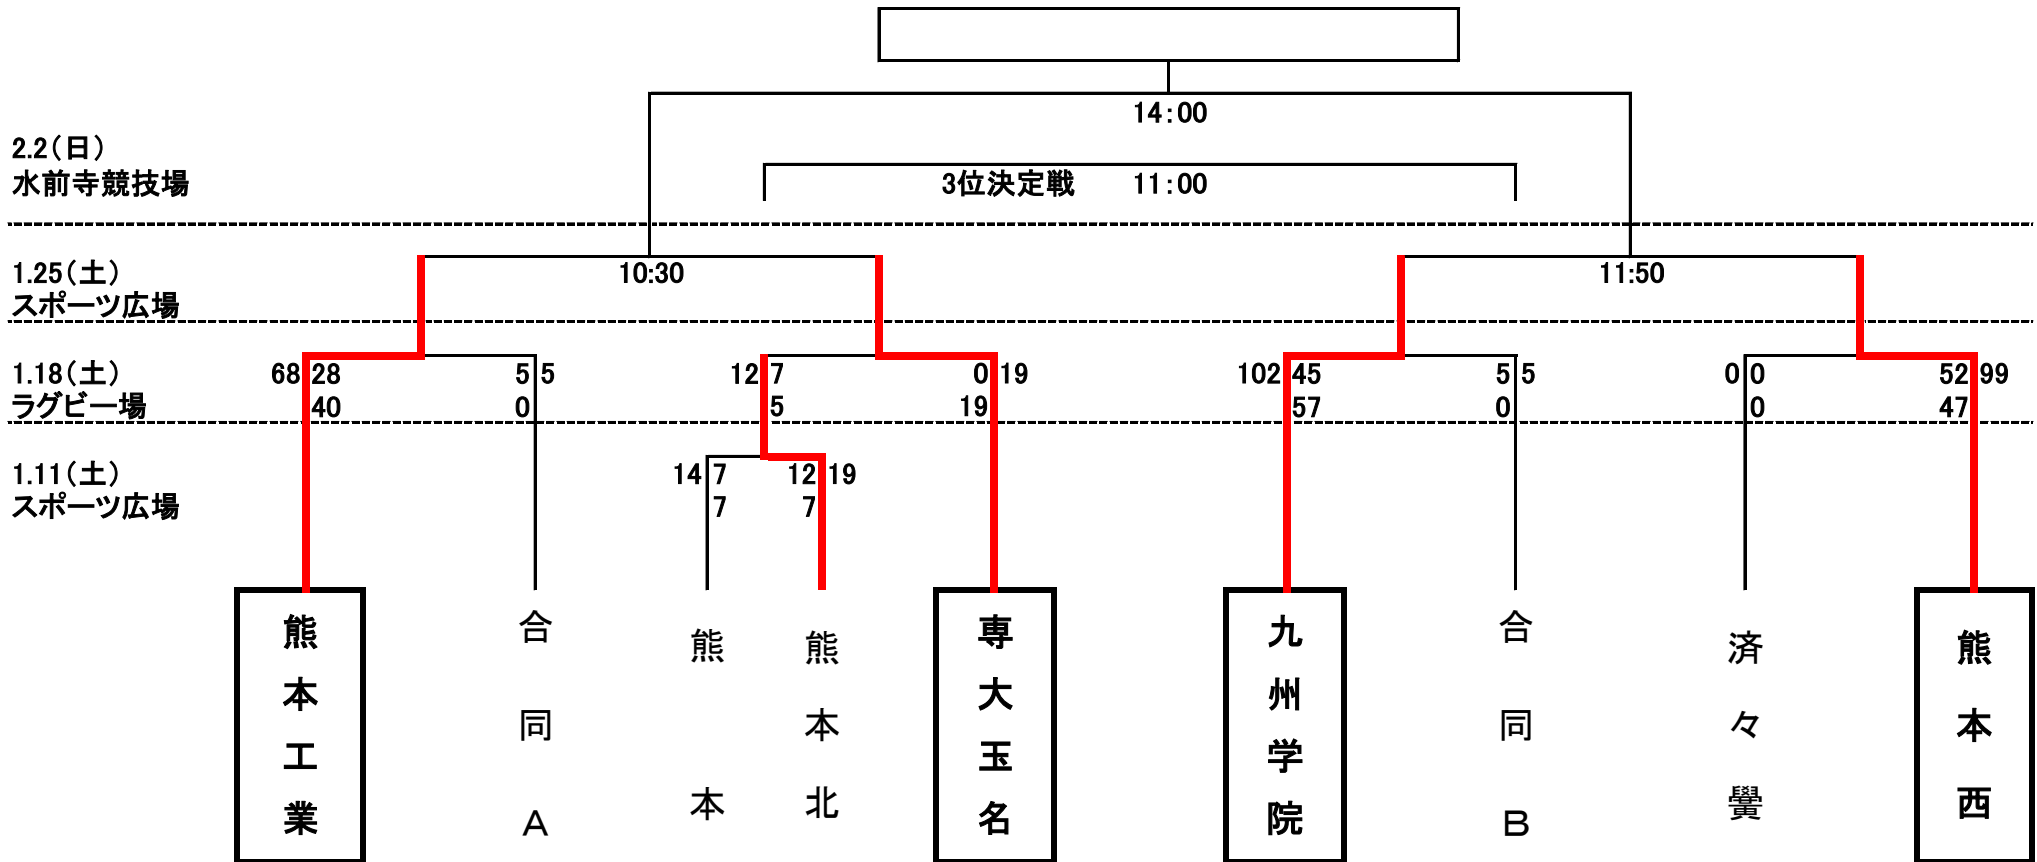 14:00
2.2(日)
水前寺競技場
3位決定戦 11:00
1.25(土)
スポーツ広場
10:30
11:50
1.18(土)
ラグビー場
68 28 5 5 12 7 0 19 102 45 5 5 0 0 52 99
40 0 5 19 57 0 0 47
1.11(土)
スポーツ広場
14 7 12 19
7 7
熊本工業
合同A
熊本
熊本北
専大玉名
九州学院
合同B
済々黌
熊本西